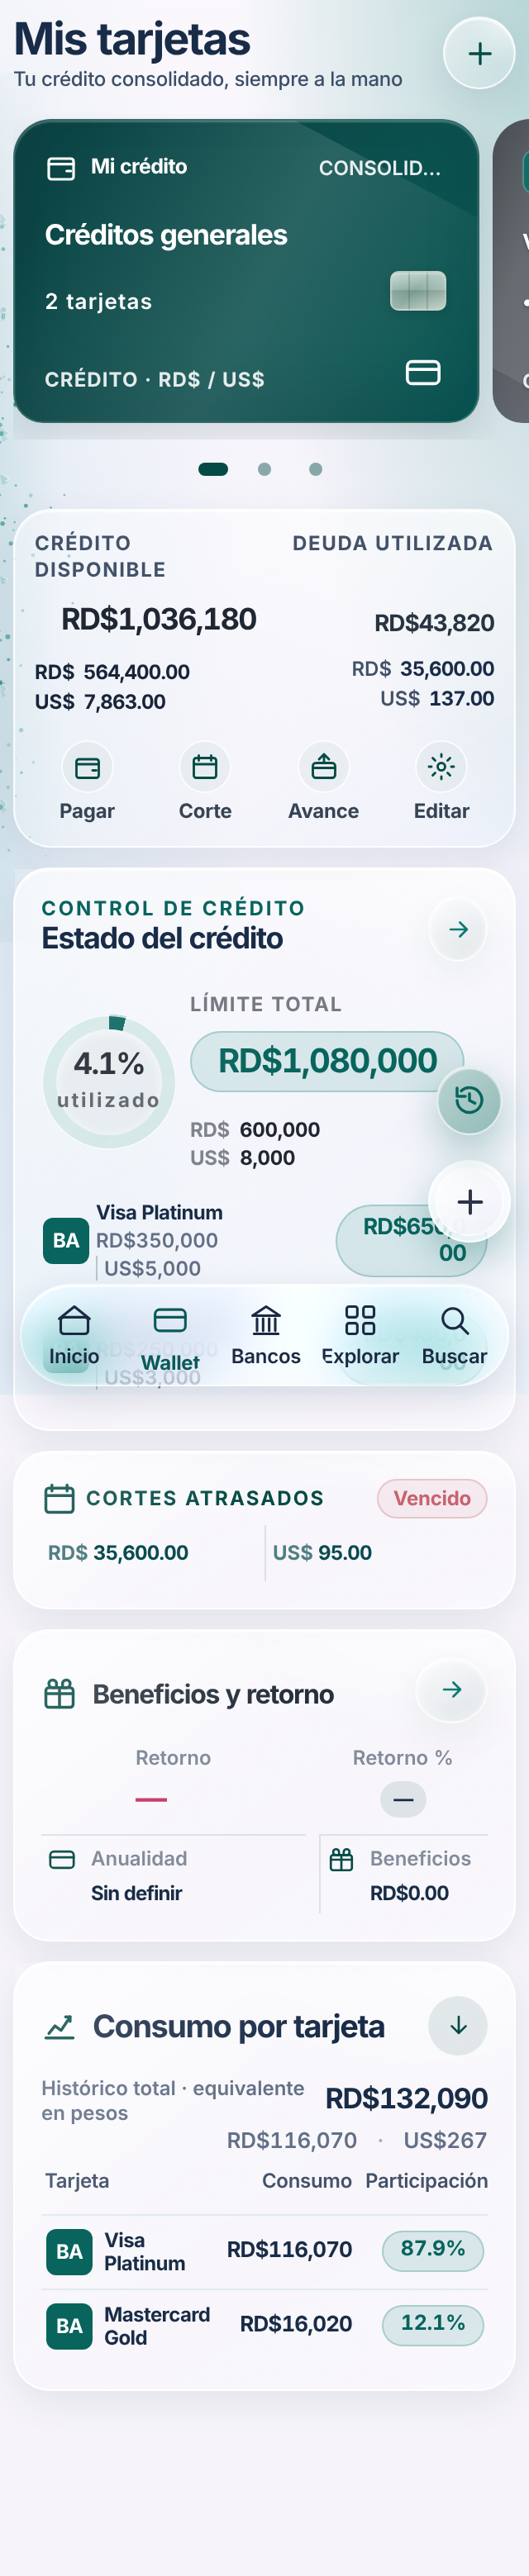 Mis tarjetas
Tu crédito consolidado, siempre a la mano
Mi crédito
CONSOLID...
Créditos generales
2 tarjetas
CRÉDITO · RD$ / US$
CRÉDITO DISPONIBLE
DEUDA UTILIZADA
RD$1,036,180
RD$43,820
RD$ 564,400.00
RD$ 35,600.00
US$ 7,863.00
US$ 137.00
Pagar
Corte
Avance
Editar
CONTROL DE CRÉDITO
Estado del crédito
LÍMITE TOTAL
4.1%
utilizado
RD$1,080,000
RD$ 600,000
US$ 8,000
BA
Visa Platinum
RD$350,000
US$5,000
RD$250,000
US$3,000
Inicio
Wallet
Bancos
Explorar
Buscar
CORTES ATRASADOS
Vencido
RD$ 35,600.00
US$ 95.00
Beneficios y retorno
Retorno
Retorno %
—
—
Anualidad
Sin definir
Beneficios
RD$0.00
Consumo por tarjeta
Histórico total · equivalente
en pesos
RD$132,090
RD$116,070 · US$267
Tarjeta
Consumo
Participación
BA
Visa
Platinum
RD$116,070
87.9%
BA
Mastercard
Gold
RD$16,020
12.1%